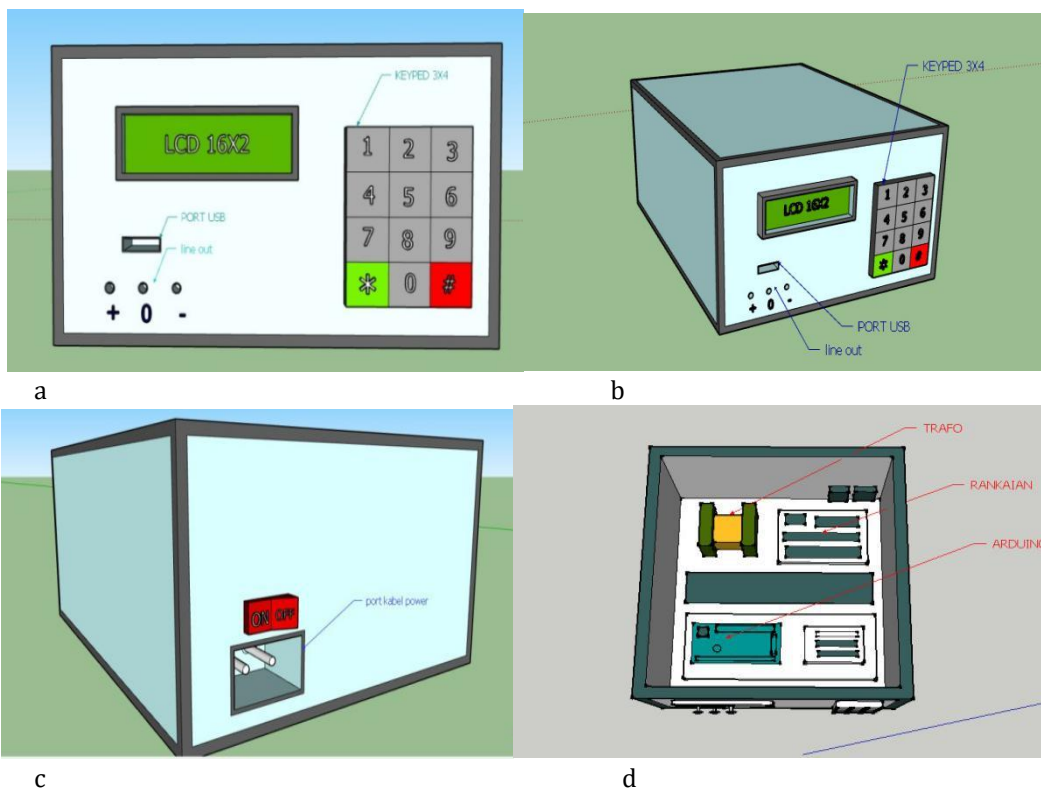 KEYPED 3X4
LCD 16X2
1 2 3
4 5 6
7 8 9
* 0 #
PORT USB
line out
+ 0 -
a
KEYPED 3X4
LCD 16X2
1 2 3
4 5 6
7 8 9
* 0 #
+ 0 -
PORT USB
line out
b
ON OFF
port kabel power
c
TRAFO
RANKAIAN
ARDUINO
d